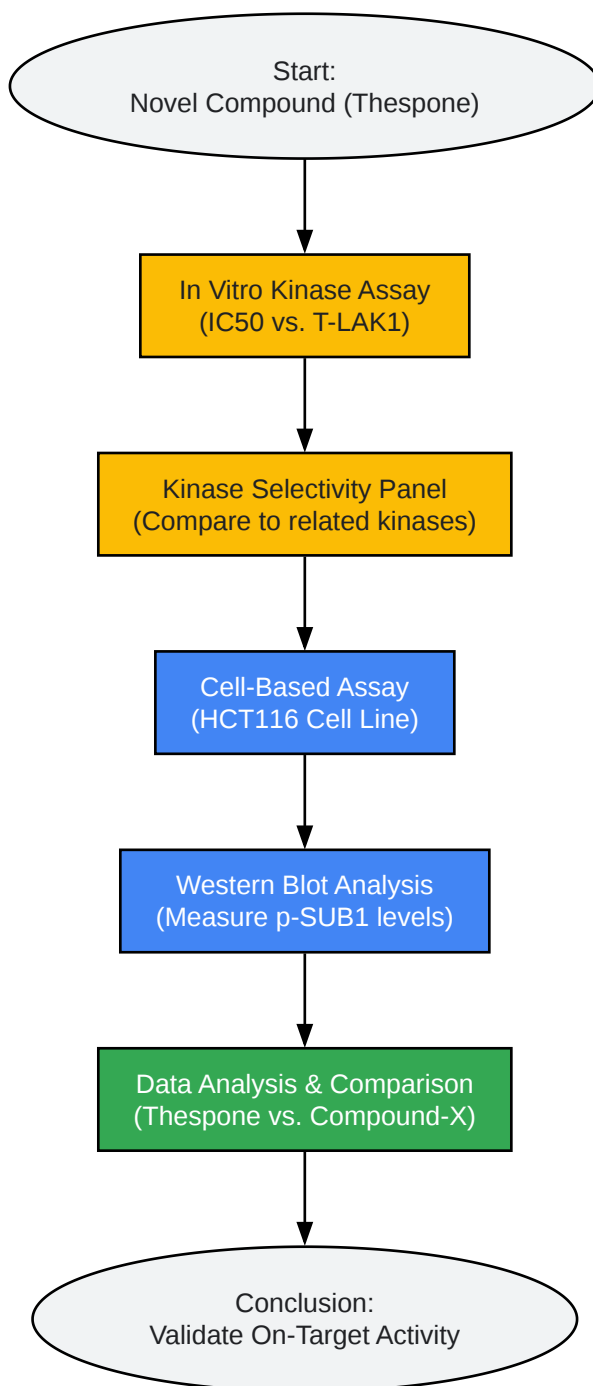 Start:
Novel Compound (Thespone)
In Vitro Kinase Assay
(IC50 vs. T-LAK1)
Kinase Selectivity Panel
(Compare to related kinases)
Cell-Based Assay
(HCT116 Cell Line)
Western Blot Analysis
(Measure p-SUB1 levels)
Data Analysis & Comparison
(Thespone vs. Compound-X)
Conclusion:
Validate On-Target Activity